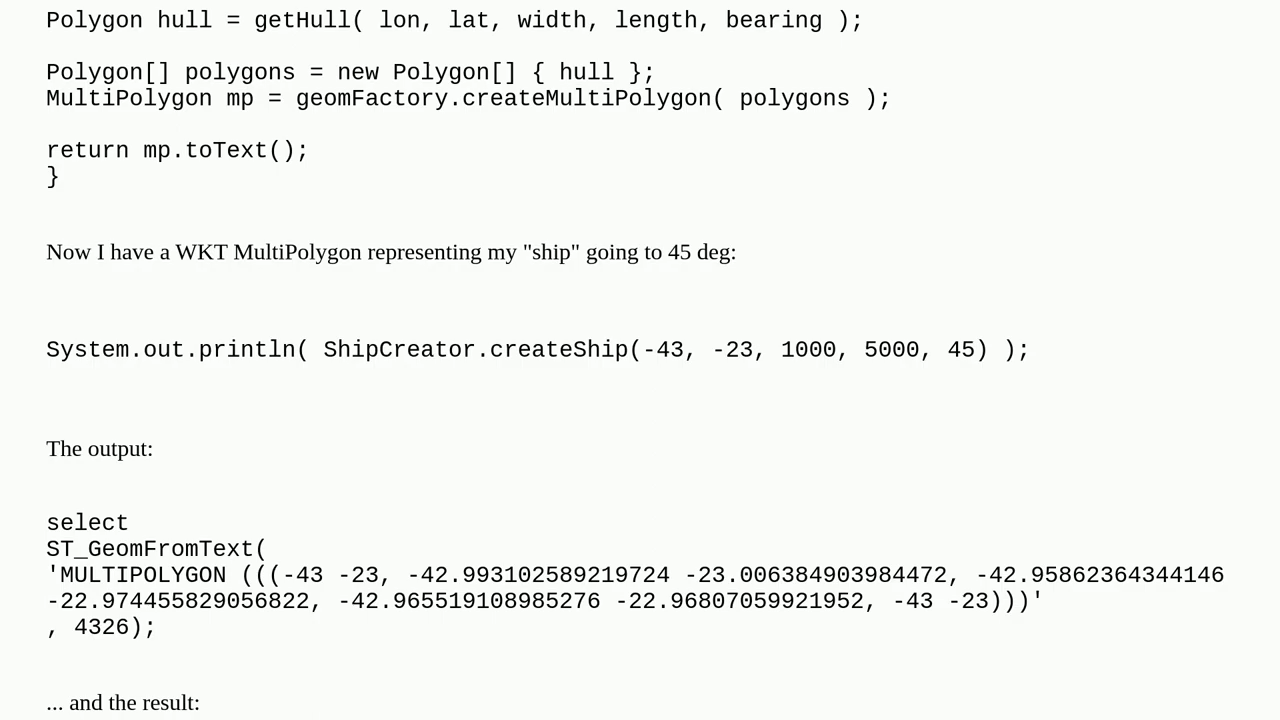 Polygon hull = getHull( lon, lat, width, length, bearing );
Polygon[] polygons = new Polygon[] { hull };
MultiPolygon mp = geomFactory.createMultiPolygon( polygons );
return mp.toText();
}
Now I have a WKT MultiPolygon representing my "ship" going to 45 deg:
System.out.println( ShipCreator.createShip(-43, -23, 1000, 5000, 45) );
The output:
select
ST_GeomFromText(
'MULTIPOLYGON (((-43 -23, -42.993102589219724 -23.006384903984472, -42.95862364344146
-22.974455829056822, -42.965519108985276 -22.96807059921952, -43 -23)))'
, 4326);
... and the result: